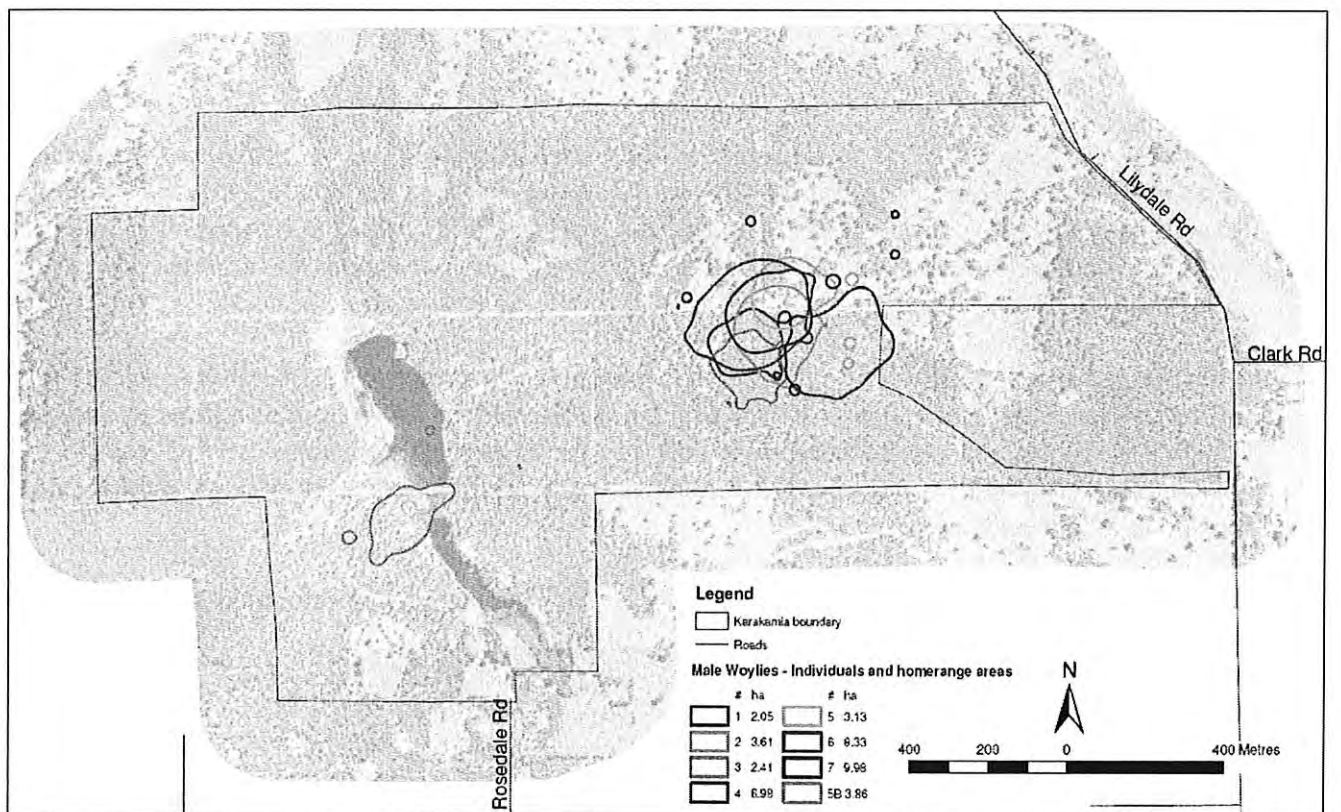 Lilydale Rd
Clark Rd
Rosedale Rd
Legend
Karakamia boundary
Roads
Male Woylies - Individuals and homerange areas
# ha # ha
1 2.05 5 3.13
2 3.61 6 6.33
3 2.41 7 9.98
4 6.98 5B 3.86
N
400 200 0 400 Metres